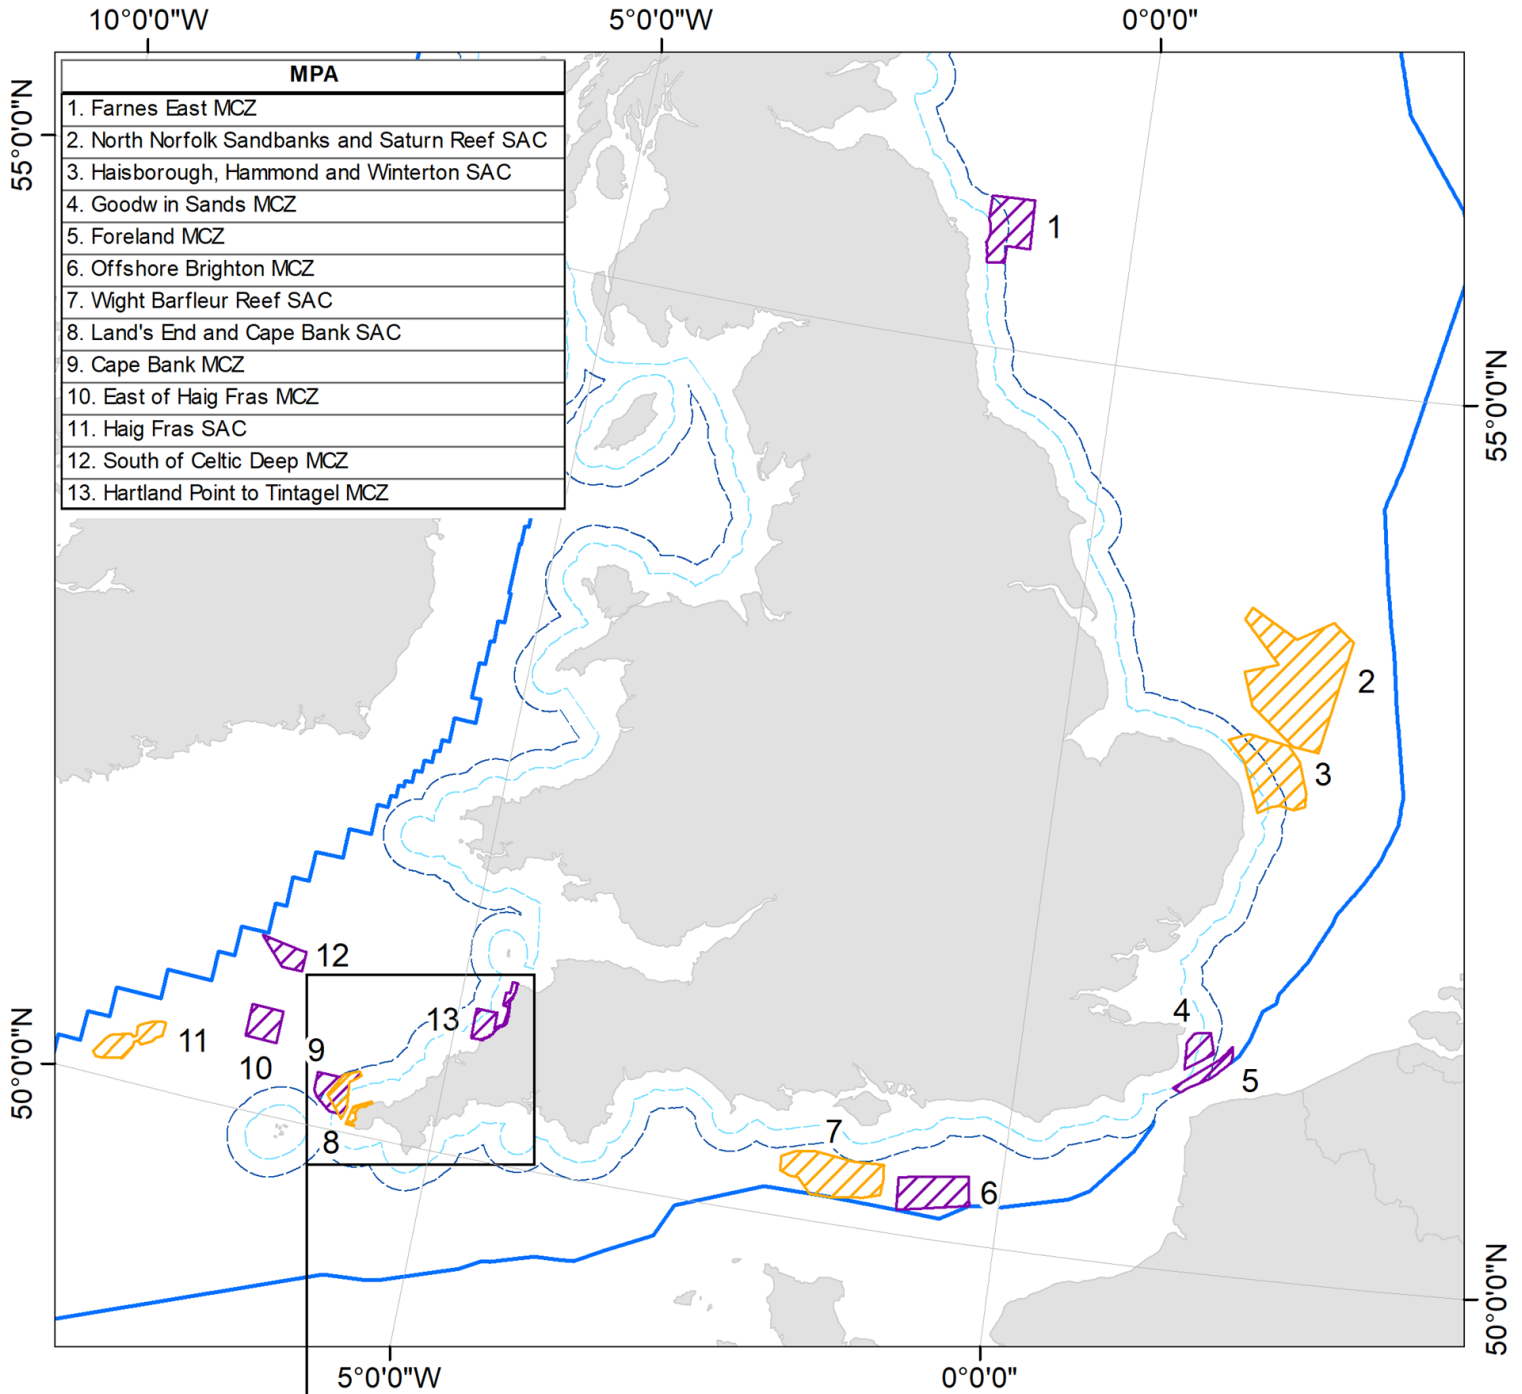 10°0'0"W 5°0'0"W 0°0'0"
55°0'0"N
MPA
1. Farnes East MCZ
2. North Norfolk Sandbanks and Saturn Reef SAC
3. Haisborough, Hammond and Winterton SAC
4. Goodwin Sands MCZ
5. Foreland MCZ
6. Offshore Brighton MCZ
7. Wight Barfleur Reef SAC
8. Land's End and Cape Bank SAC
9. Cape Bank MCZ
10. East of Haig Fras MCZ
11. Haig Fras SAC
12. South of Celtic Deep MCZ
13. Hartland Point to Tintagel MCZ
1
55°0'0"N
2
3
12
4
13
11
50°0'0"N
9
10
5
7
8
6
50°0'0"N
5°0'0"W 0°0'0"